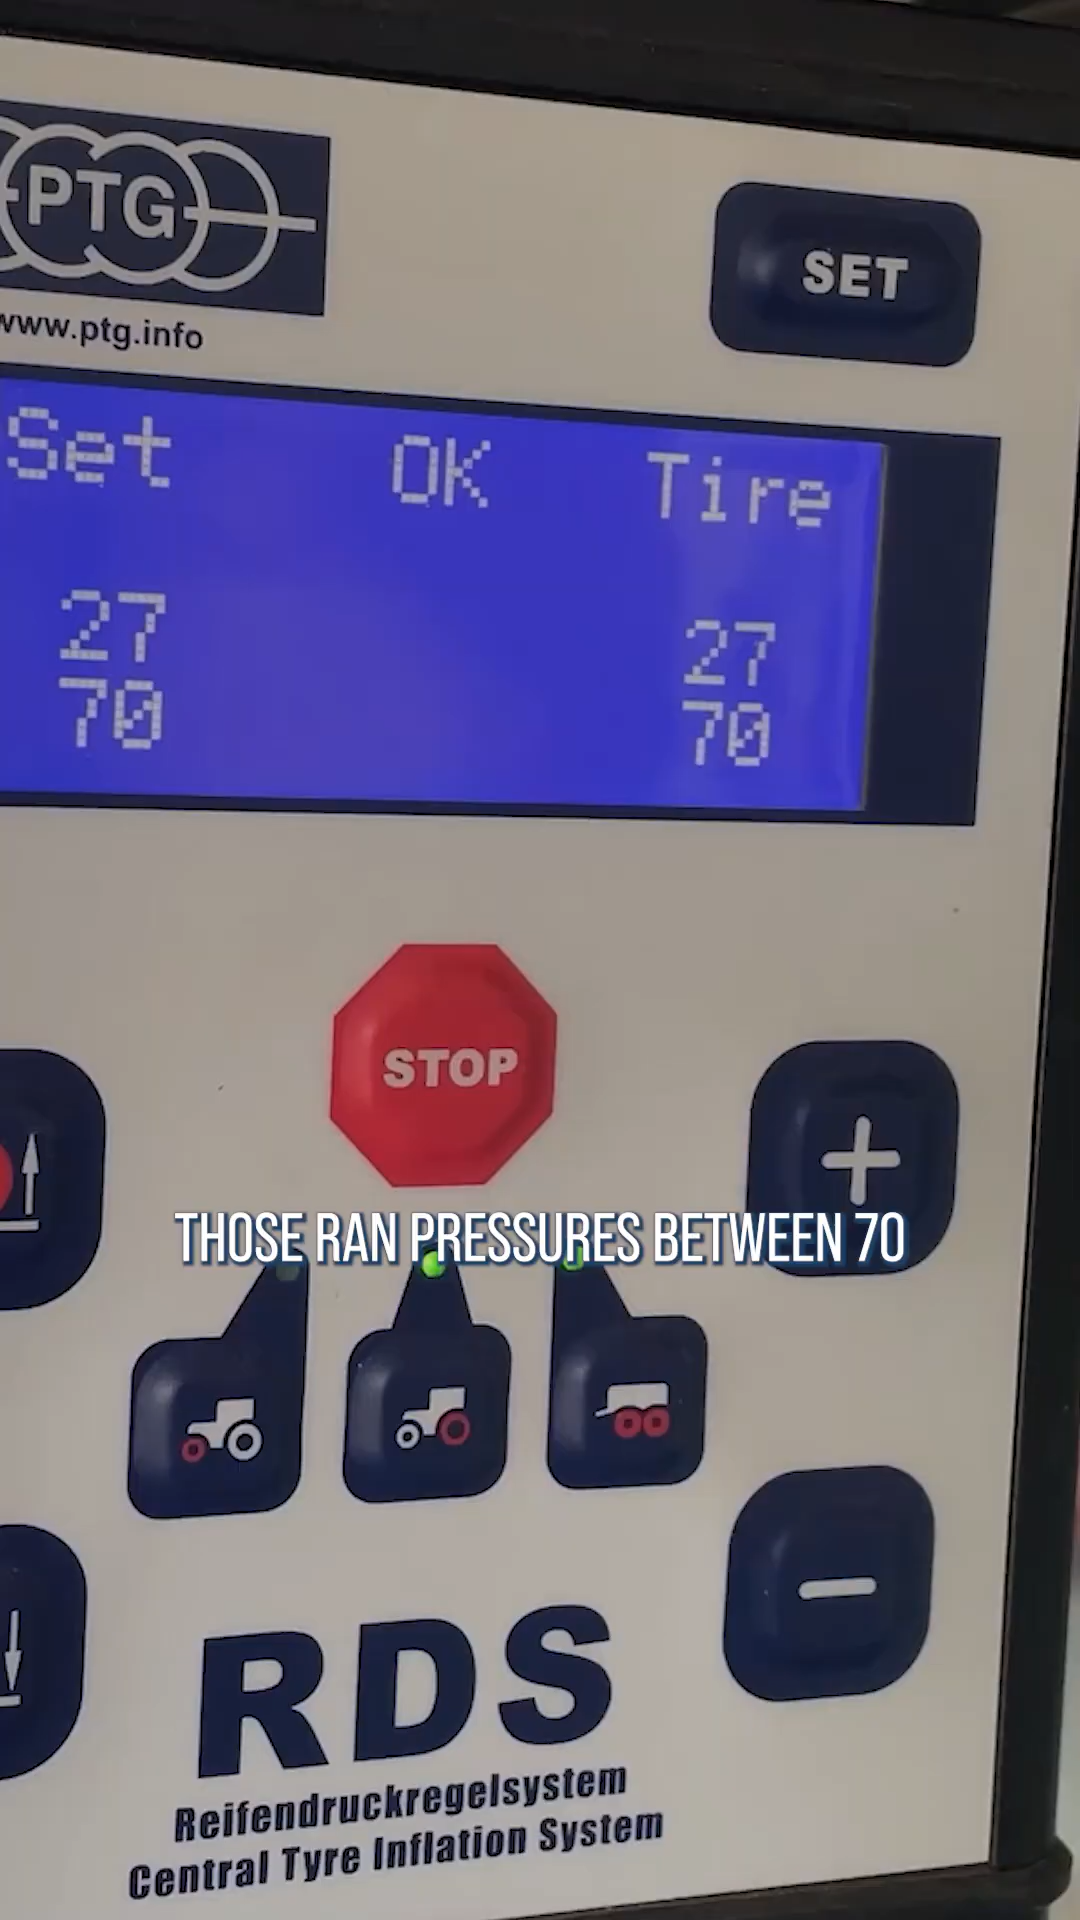 PTG
SET
www.ptg.info
Set OK Tire
27 27
70 70
STOP
THOSE RAN PRESSURES BETWEEN 70
RDS
Reifendruckregelsystem
Central Tyre Inflation System